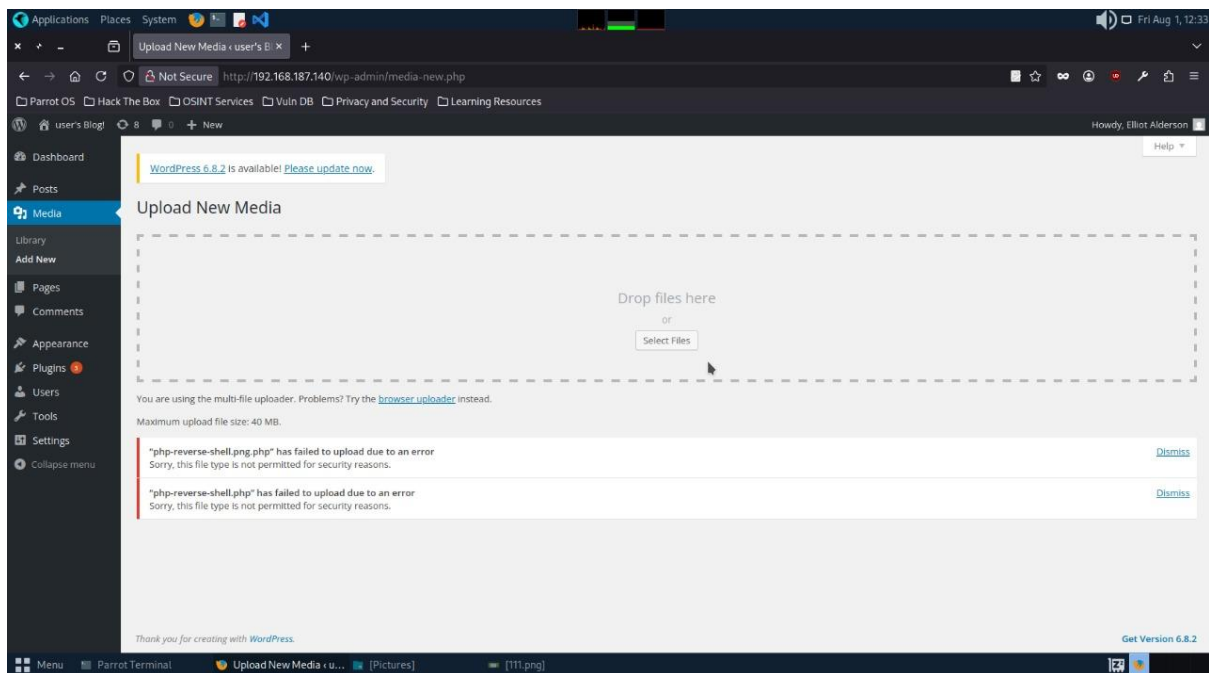 Applications Places System Fri Aug 1, 12:33
Upload New Media ‹ user's Bl
Not Secure http://192.168.187.140/wp-admin/media-new.php
Parrot OS Hack The Box OSINT Services Vuln DB Privacy and Security Learning Resources
user's Blog! 8 0 + New Howdy, Elliot Alderson
Help
Dashboard
WordPress 6.8.2 is available! Please update now.
Posts
Media
Upload New Media
Library
Add New
Pages
Comments
Drop files here
or
Select Files
Appearance
Plugins 3
Users
Tools
Settings
Collapse menu
You are using the multi-file uploader. Problems? Try the browser uploader instead.
Maximum upload file size: 40 MB.
"php-reverse-shell.png.php" has failed to upload due to an error Dismiss
Sorry, this file type is not permitted for security reasons.
"php-reverse-shell.php" has failed to upload due to an error Dismiss
Sorry, this file type is not permitted for security reasons.
Thank you for creating with WordPress. Get Version 6.8.2
Menu Parrot Terminal Upload New Media ‹ u... [Pictures] [111.png]